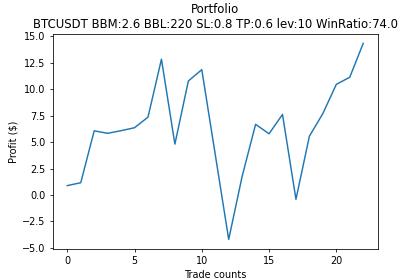 Portfolio
BTCUSDT BBM:2.6 BBL:220 SL:0.8 TP:0.6 lev:10 WinRatio:74.0
15.0
12.5
10.0
7.5
5.0
2.5
0.0
−2.5
−5.0
Profit ($)
0 5 10 15 20
Trade counts